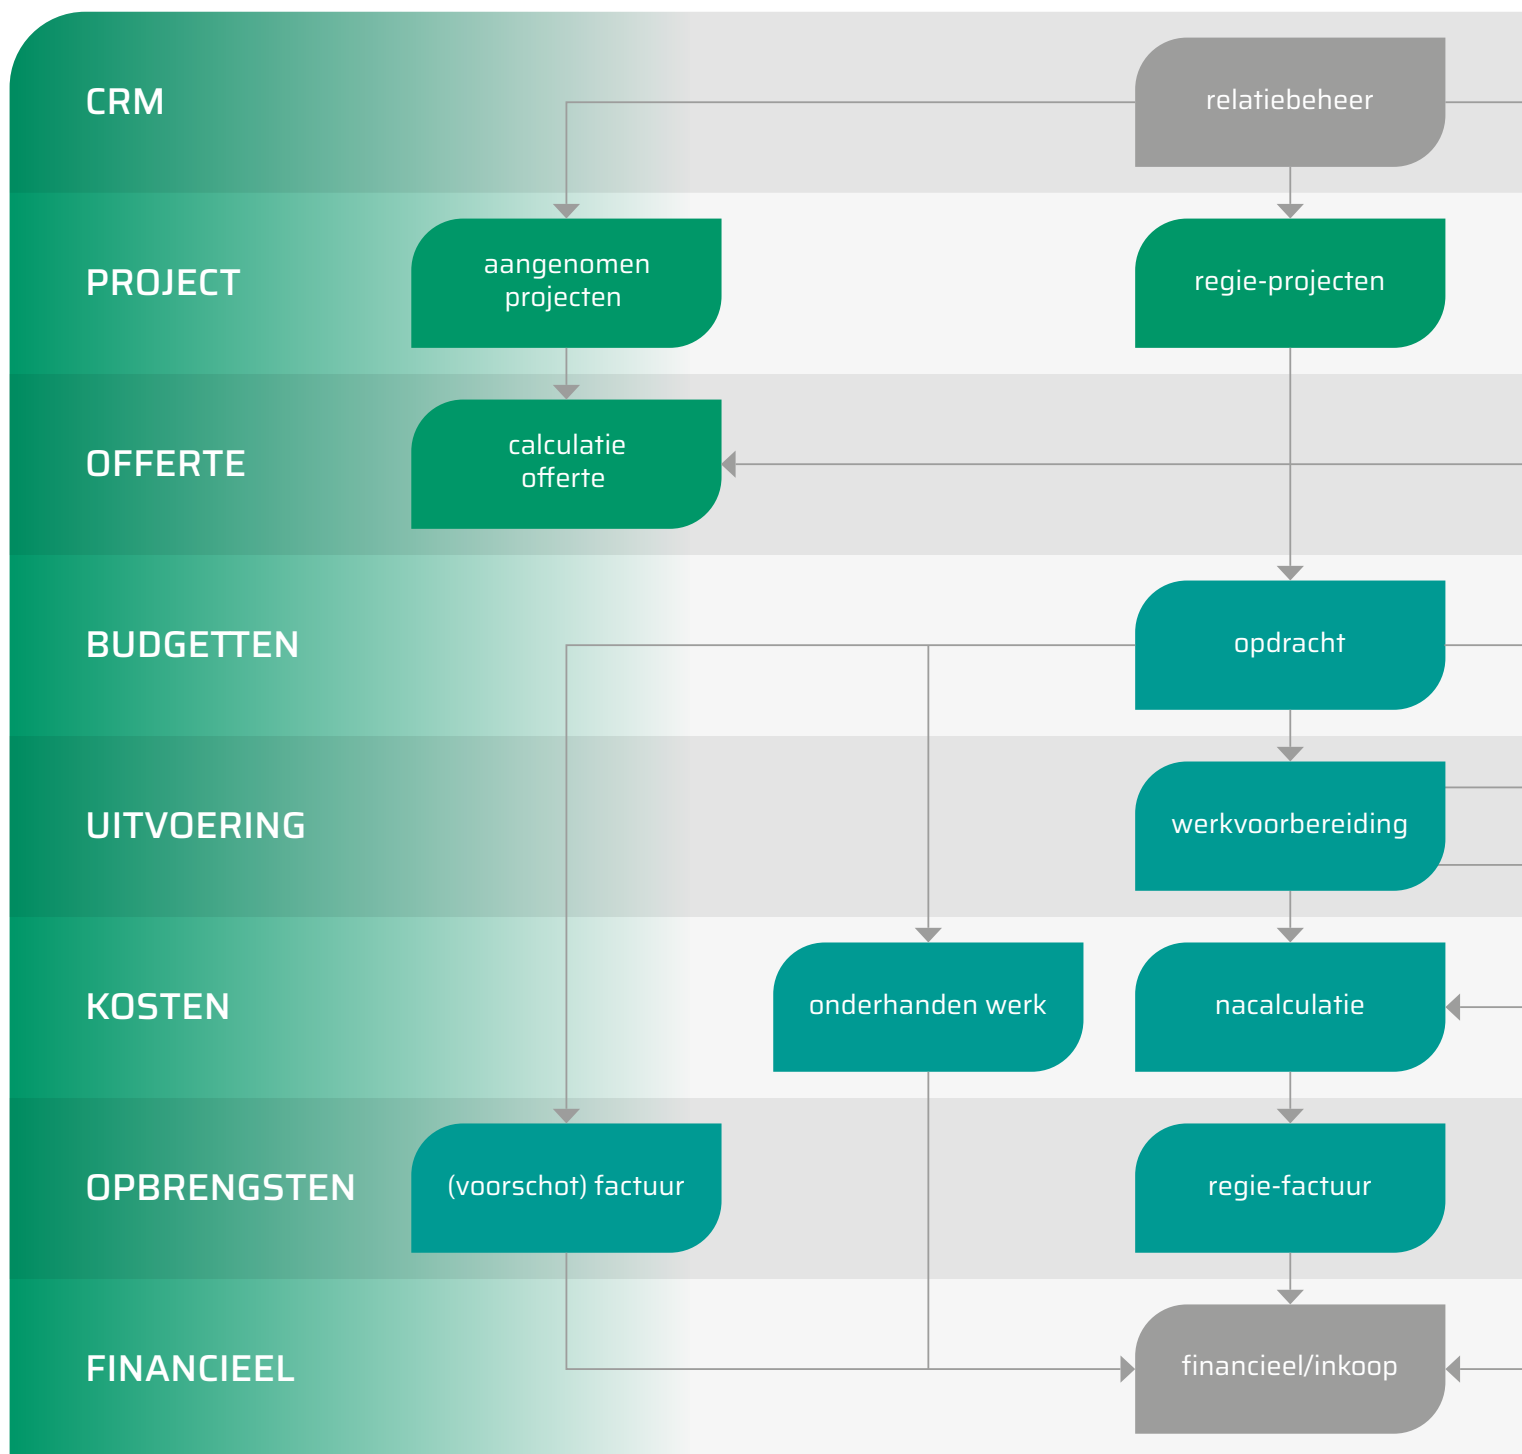 CRM
relatiebeheer
PROJECT
aangenomen
projecten
regie-projecten
OFFERTE
calculatie
offerte
BUDGETTEN
opdracht
UITVOERING
werkvoorbereiding
KOSTEN
onderhanden werk
nacalculatie
OPBRENGSTEN
(voorschot) factuur
regie-factuur
FINANCIEEL
financieel/inkoop